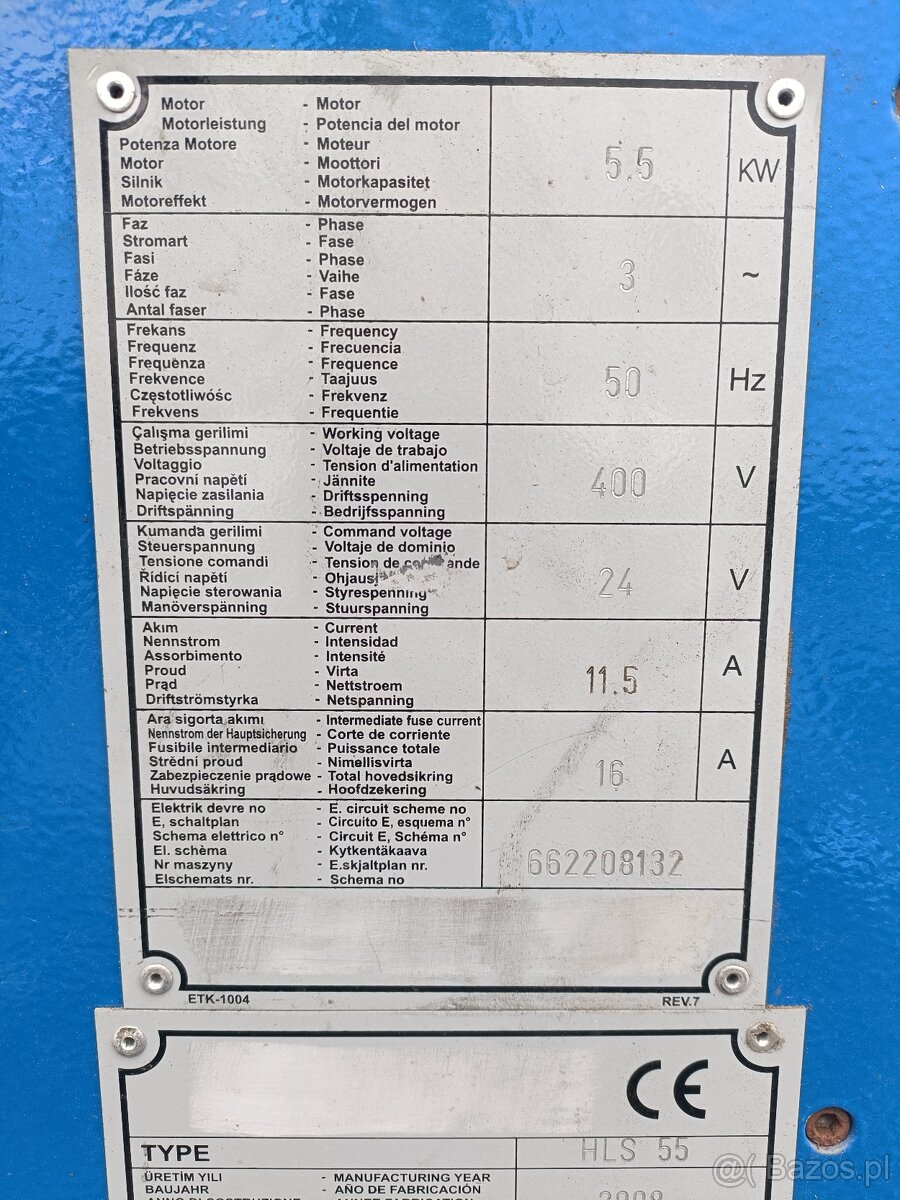 Motor - Motor
Motorleistung - Potencia del motor
Potenza Motore - Moteur
Motor - Moottori
Silnik - Motorkapasitet
Motoreffekt - Motorvermogen
5.5 KW
Faz - Phase
Stromart - Fase
Fasi - Phase
Fáze - Vaihe
Ilość faz - Fase
Antal faser - Phase
3 ~
Frekans - Frequency
Frequenz - Frecuencia
Frequenza - Frequence
Frekvence - Taajuus
Częstotliwośc - Frekvenz
Frekvens - Frequentie
50 Hz
Çalışma gerilimi - Working voltage
Betriebsspannung - Voltaje de trabajo
Voltaggio - Tension d'alimentation
Pracovní napětí - Jännite
Napięcie zasilania - Driftsspenning
Driftspänning - Bedrijfsspanning
400 V
Kumanda gerilimi - Command voltage
Steuerspannung - Voltaje de dominio
Tensione comandi - Tension de
Řídící napětí
Napięcie sterowania - Styrespenning
Manöverspänning - Stuurspanning
24 V
Akım - Current
Nennstrom - Intensidad
Assorbimento - Intensité
Proud - Virta
Prąd - Nettstroem
Driftströmstyrka - Netspanning
11.5 A
Ara sigorta akımı - Intermediate fuse current
Nennstrom der Hauptsicherung - Corte de corriente
Fusibile intermediario - Puissance totale
Strědní proud - Nimellisvirta
Zabezpieczenie prądowe - Total hovedsikring
Huvudsäkring - Hoofdzekering
16 A
Elektrik devre no - E. circuit scheme no
E, schaltplan - Circuito E, esquema n°
Schema elettrico n° - Circuit E, Schéma n°
El. schèma - Kytkentäkaava
Nr maszyny - E.skjaltplan nr.
Elschemats nr. - Schema no
662208132
ETK-1004 REV.7
CE
TYPE HLS 55
ÜRETİM YILI - MANUFACTURING YEAR
BAUJAHR - AÑO DE FABRICACIÓN
@( Bazos.pl